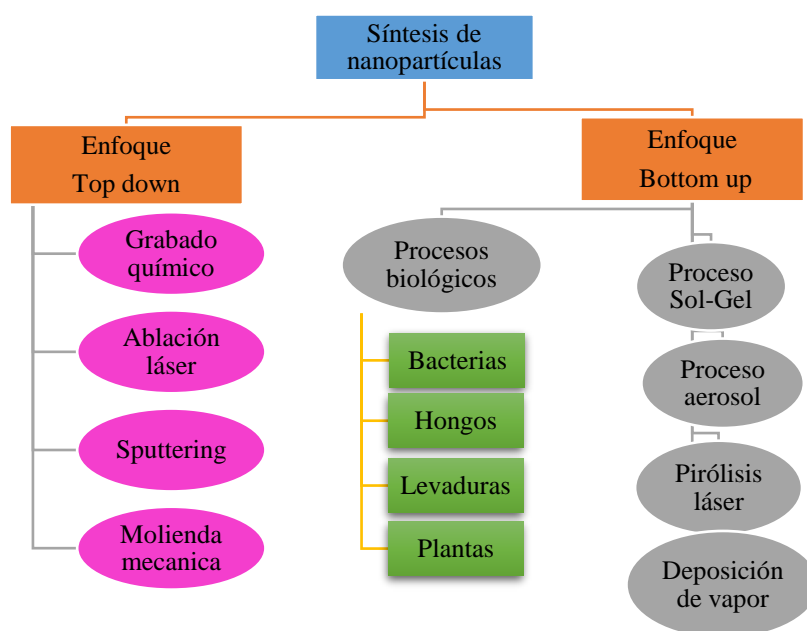 Síntesis de
nanopartículas
Enfoque
Top down
Grabado
químico
Ablación
láser
Sputtering
Molienda
mecanica
Enfoque
Bottom up
Procesos
biológicos
Bacterias
Hongos
Levaduras
Plantas
Proceso
Sol-Gel
Proceso
aerosol
Pirólisis
láser
Deposición
de vapor